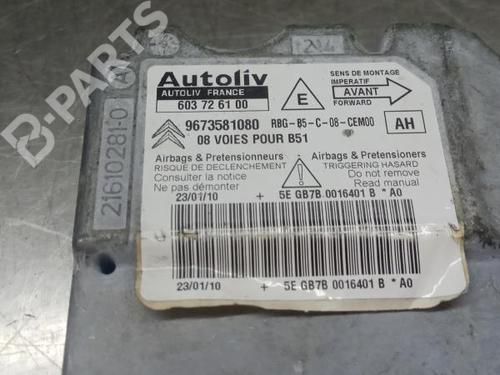 B-PARTS
Autoliv
AUTOLIV FRANCE
603 72 61 00
E
SENS DE MONTAGE
IMPERATIF
AVANT
FORWARD
9673581080
RBG-B5-C-08-CEM00
AH
08 VOIES POUR B51
Airbags & Pretensionneurs
RISQUE DE DECLENCHEMENT
Consulter la notice
Ne pas démonter
Airbags & Pretensioners
TRIGGERING HASARD
Do not remove
Read manual
23/01/10 + 5E GB7B 0016401 B * A0
23/01/10 + 5E GB7B 0016401 B * A0
21610281-0